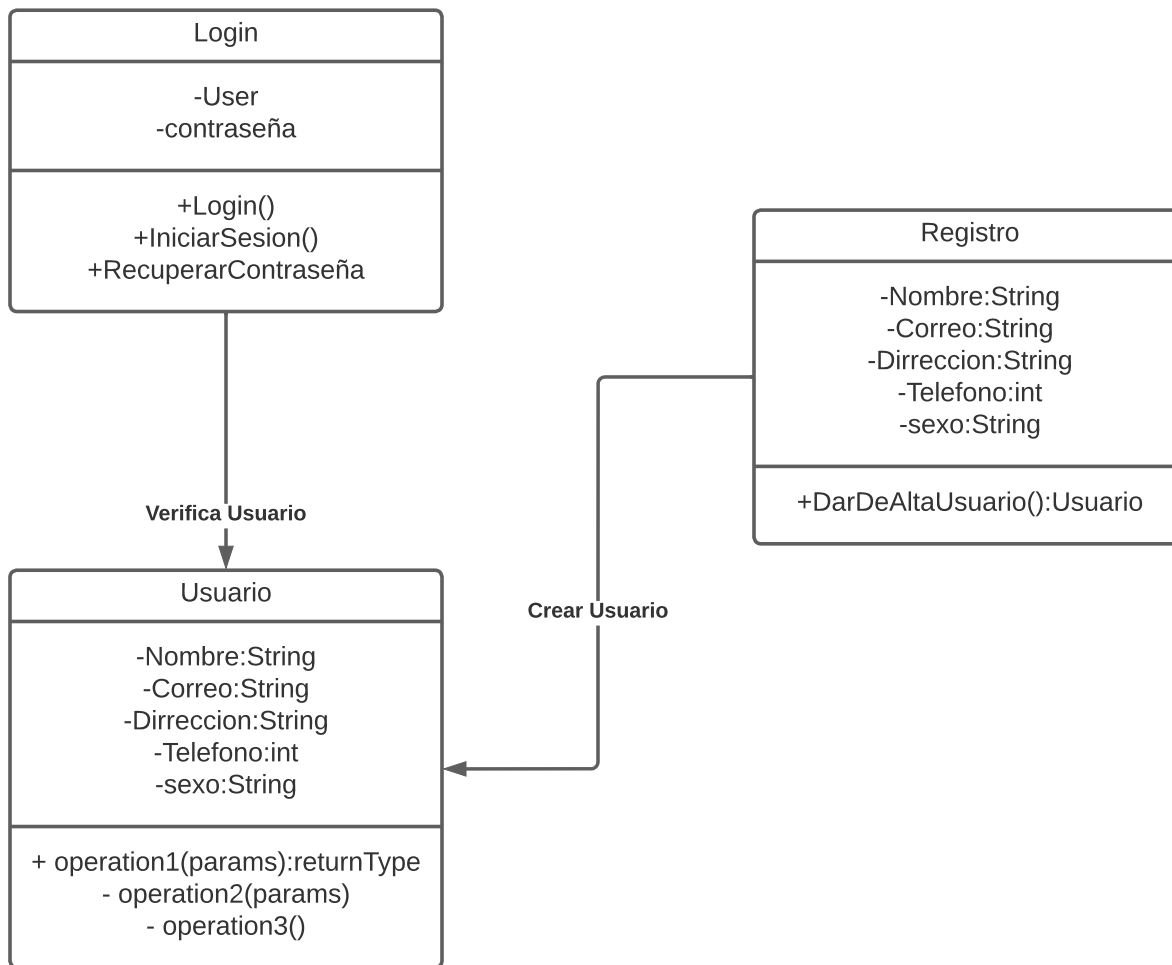 Login
-User
-contraseña
+Login()
+IniciarSesion()
+RecuperarContraseña
Registro
-Nombre:String
-Correo:String
-Dirreccion:String
-Telefono:int
-sexo:String
+DarDeAltaUsuario():Usuario
Verifica Usuario
Crear Usuario
Usuario
-Nombre:String
-Correo:String
-Dirreccion:String
-Telefono:int
-sexo:String
+ operation1(params):returnType
- operation2(params)
- operation3()